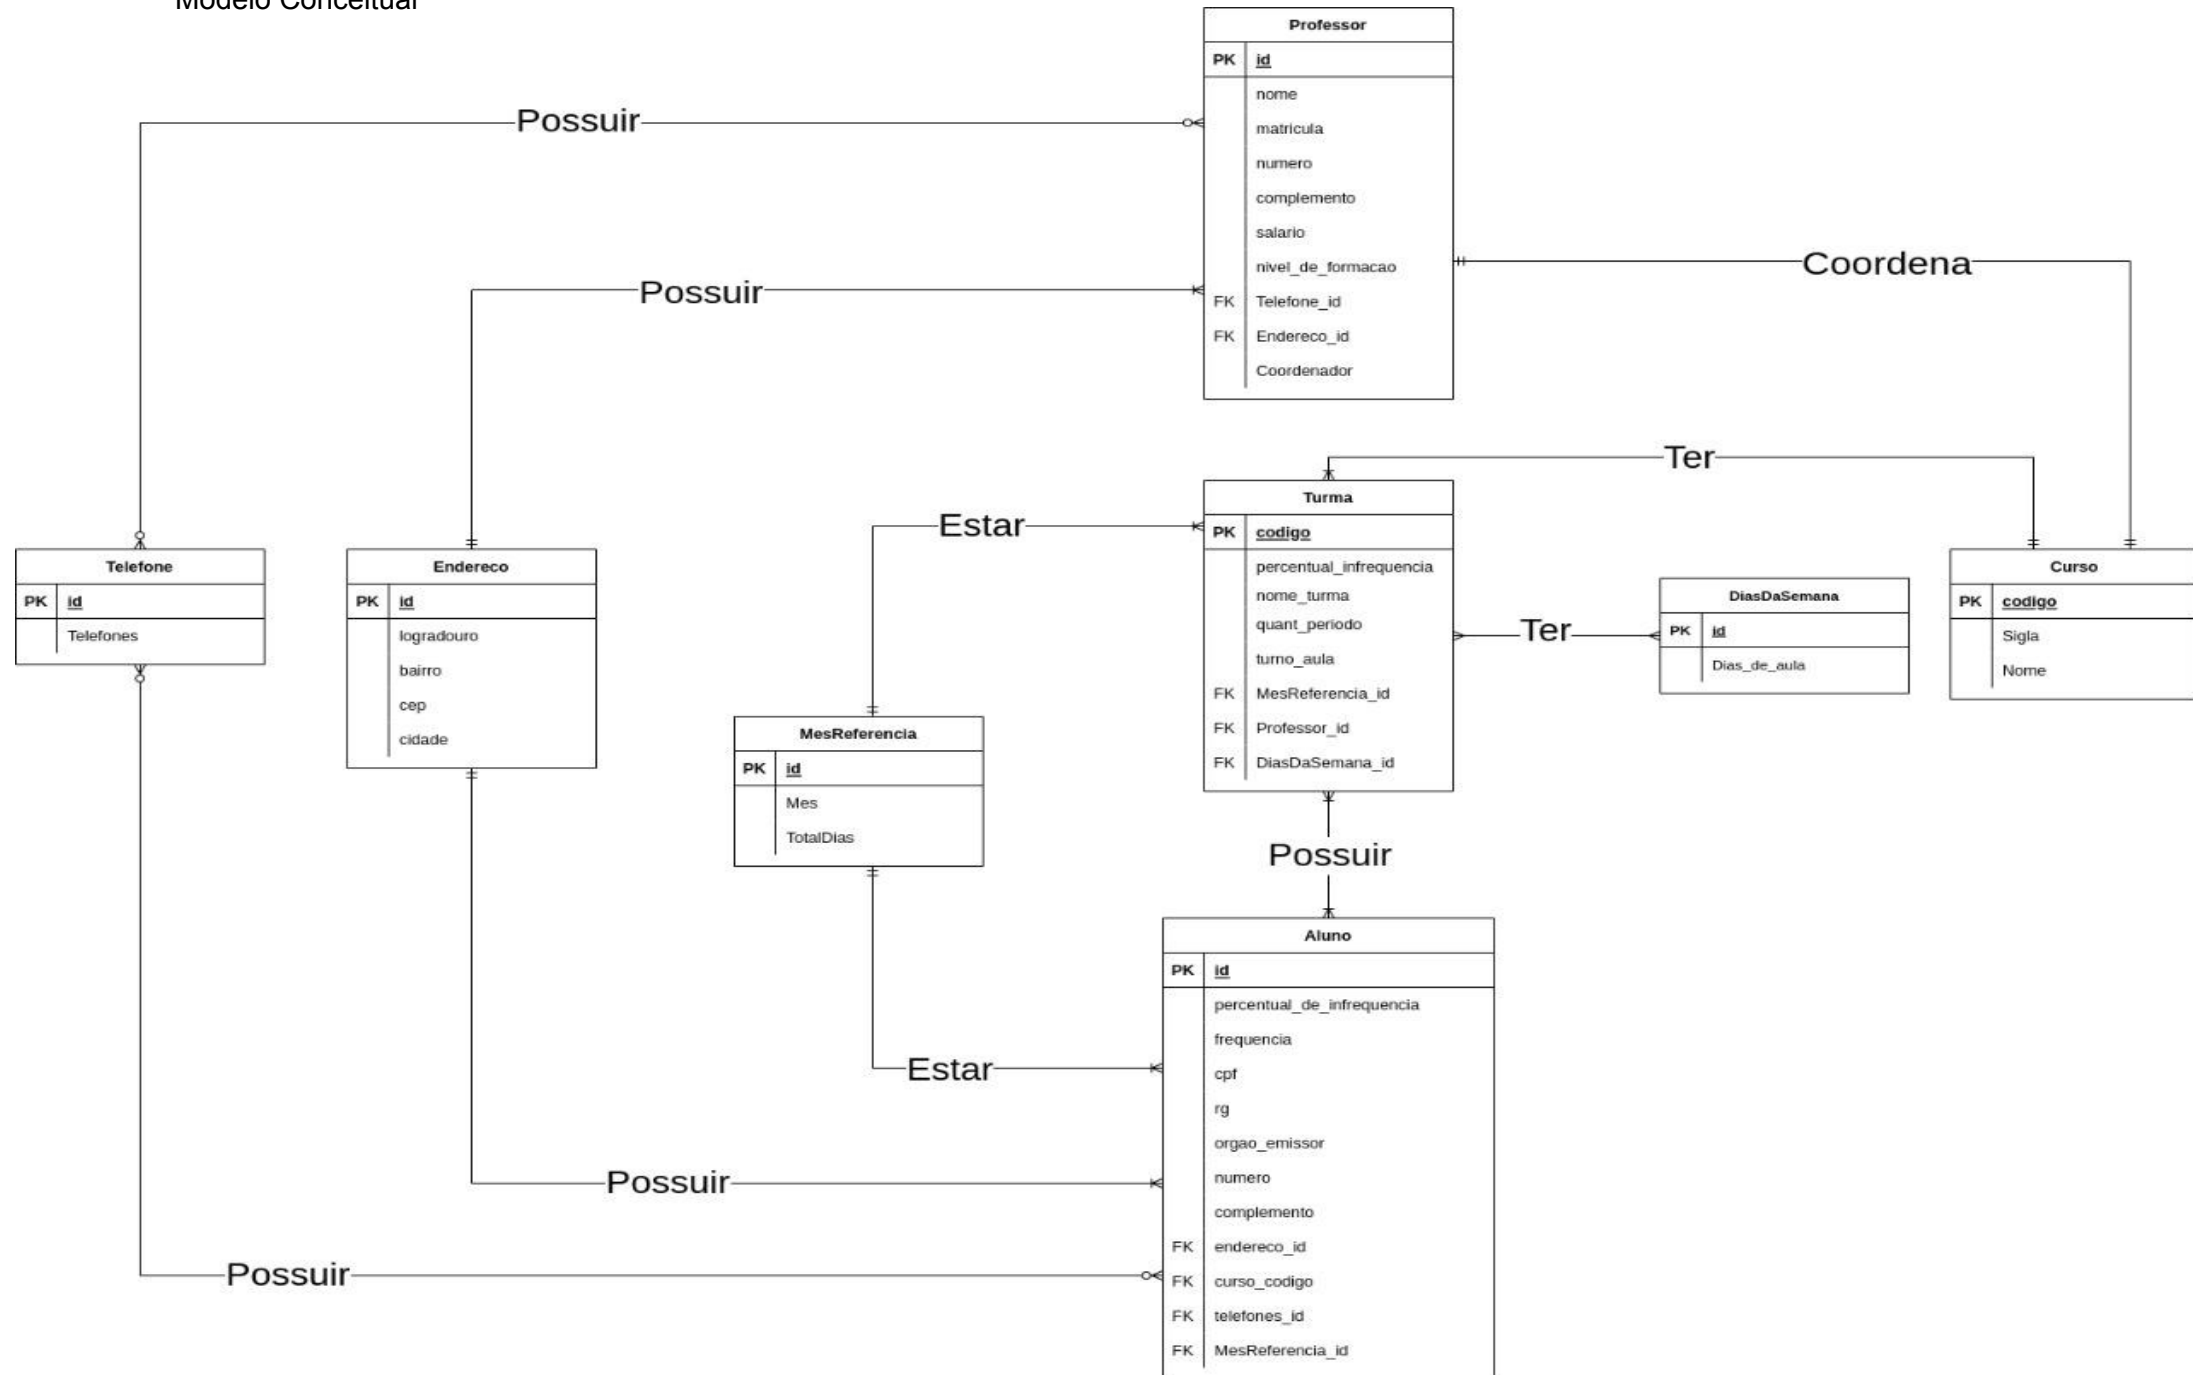 Modelo Conceitual
Professor
PK id
nome
matricula
numero
complemento
salario
nivel_de_formacao
FK Telefone_id
FK Endereco_id
Coordenador
Possuir
Possuir
Coordena
Ter
Estar
Turma
PK codigo
percentual_infrequencia
nome_turma
quant_periodo
turno_aula
FK MesReferencia_id
FK Professor_id
FK DiasDaSemana_id
Telefone
PK id
Telefones
Endereco
PK id
logradouro
bairro
cep
cidade
Ter
DiasDaSemana
PK id
Dias_de_aula
Curso
PK codigo
Sigla
Nome
MesReferencia
PK id
Mes
TotalDias
Possuir
Aluno
PK id
percentual_de_infrequencia
frequencia
cpf
rg
orgao_emissor
numero
complemento
FK endereco_id
FK curso_codigo
FK telefones_id
FK MesReferencia_id
Estar
Possuir
Possuir